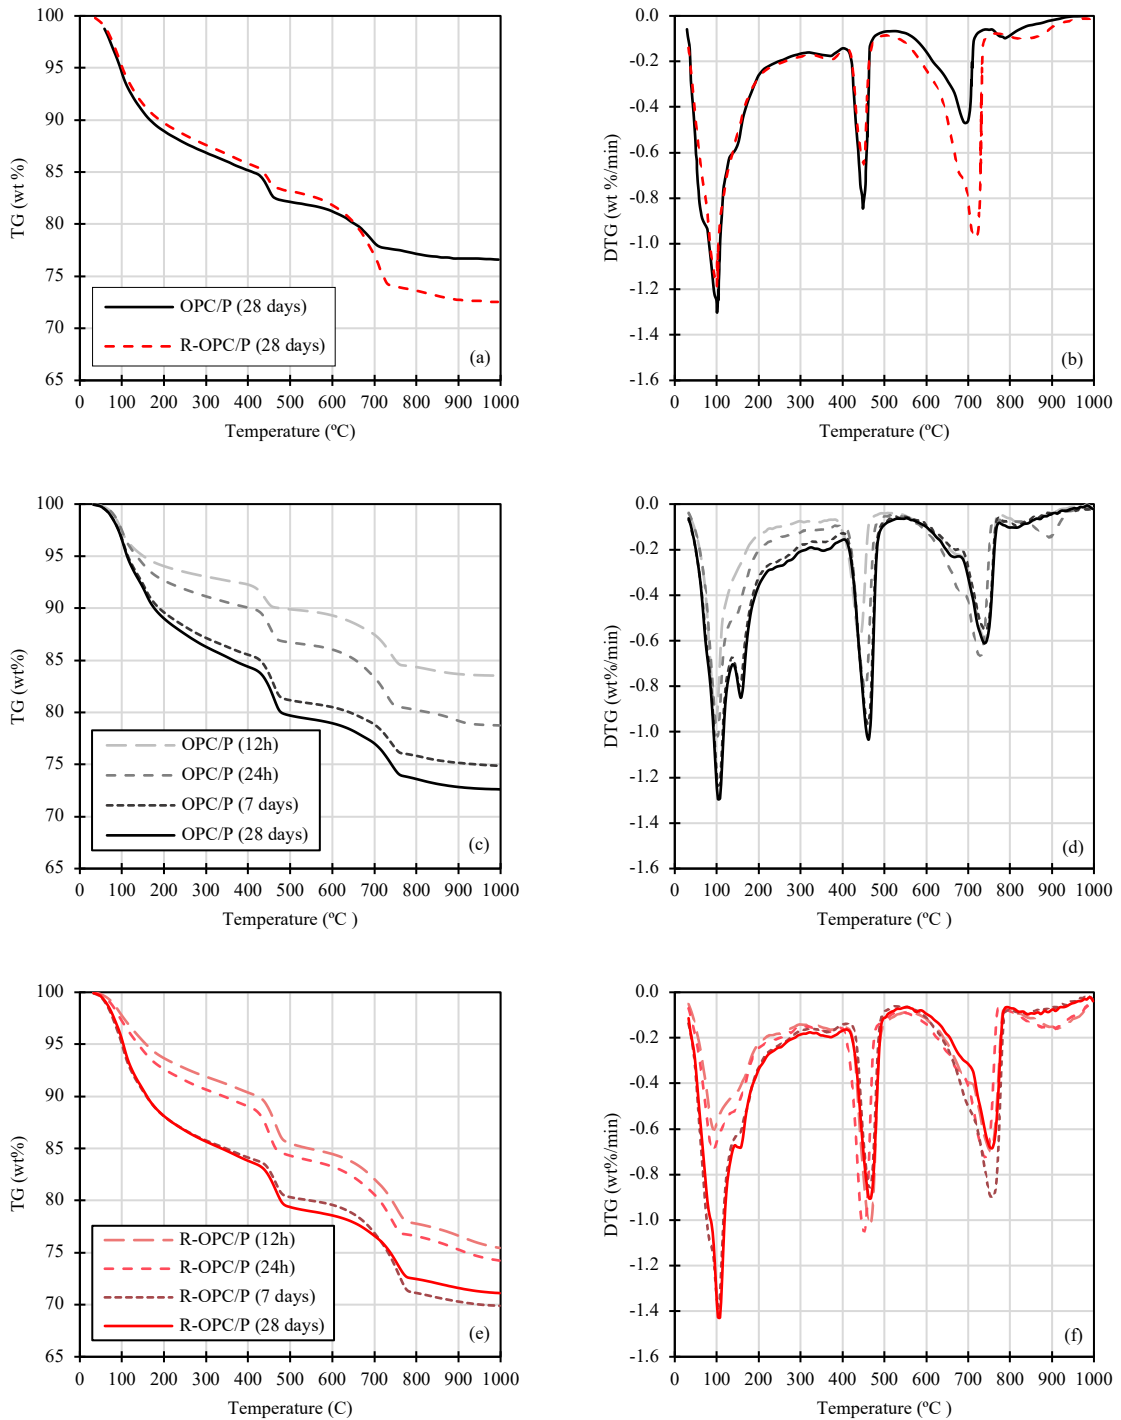 100
95
90
85
80
75
70
65
TG (wt %)
OPC/P (28 days)
R-OPC/P (28 days)
(a)
0 100 200 300 400 500 600 700 800 900 1000
Temperature (ºC)
0.0
-0.2
-0.4
-0.6
-0.8
-1.0
-1.2
-1.4
-1.6
DTG (wt %/min)
(b)
0 100 200 300 400 500 600 700 800 900 1000
Temperature (ºC)
100
95
90
85
80
75
70
65
TG (wt%)
OPC/P (12h)
OPC/P (24h)
OPC/P (7 days)
OPC/P (28 days)
(c)
0 100 200 300 400 500 600 700 800 900 1000
Temperature (ºC )
0.0
-0.2
-0.4
-0.6
-0.8
-1.0
-1.2
-1.4
-1.6
DTG (wt%/min)
(d)
0 100 200 300 400 500 600 700 800 900 1000
Temperature (ºC )
100
95
90
85
80
75
70
65
TG (wt%)
R-OPC/P (12h)
R-OPC/P (24h)
R-OPC/P (7 days)
R-OPC/P (28 days)
(e)
0 100 200 300 400 500 600 700 800 900 1000
Temperature (C)
0.0
-0.2
-0.4
-0.6
-0.8
-1.0
-1.2
-1.4
-1.6
DTG (wt%/min)
(f)
0 100 200 300 400 500 600 700 800 900 1000
Temperature (ºC )